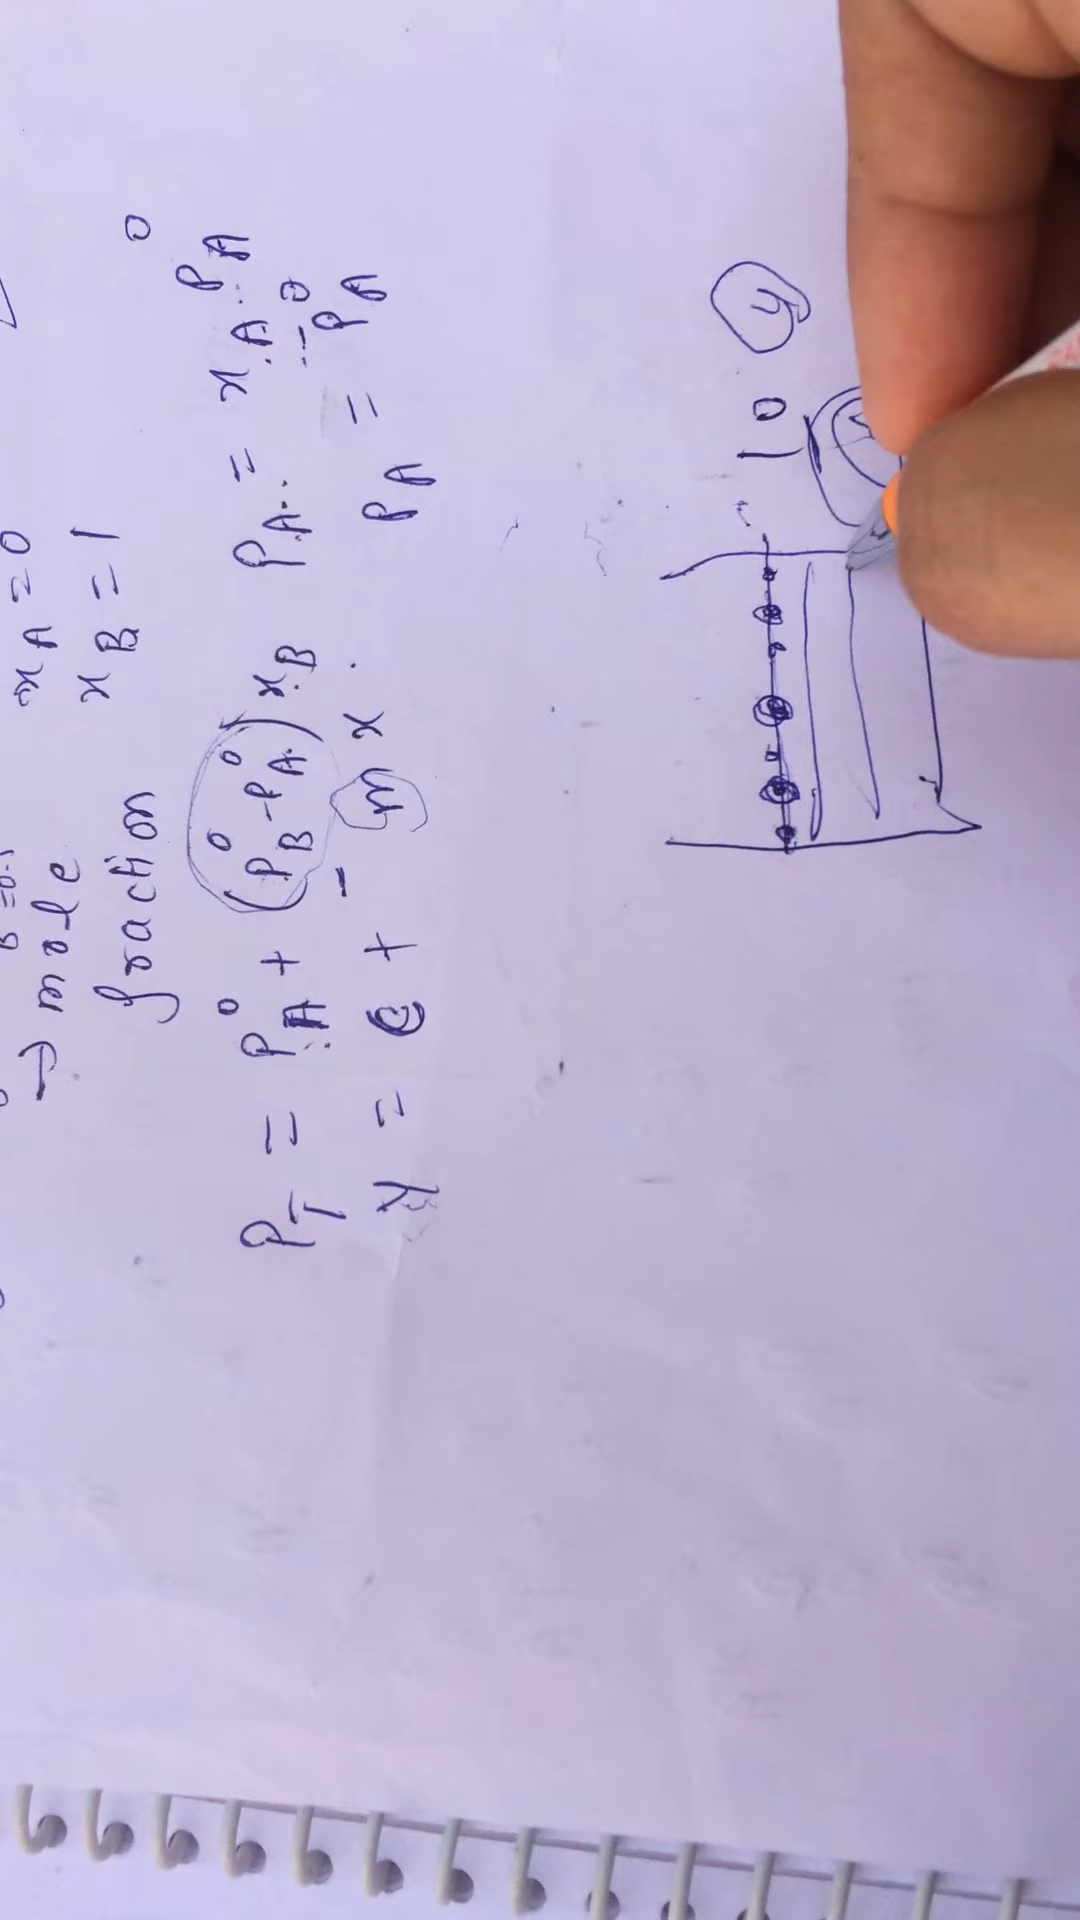 xA = 0
xB = 1
→ mole
fraction
PT = P°A + (P°B - P°A) xB
y = c + m x
PA = xA . P°A
PA = P°A
10